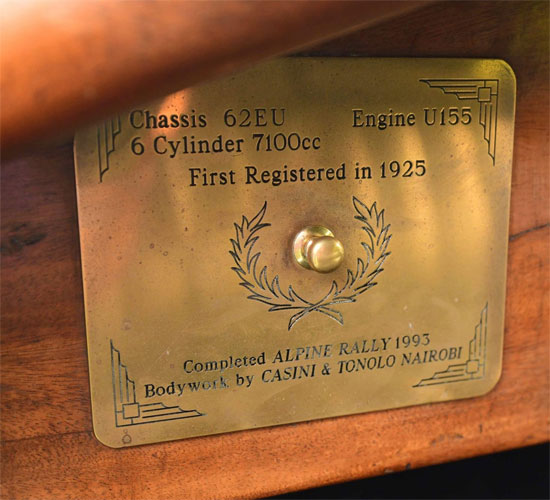 Chassis 62EU Engine U155
6 Cylinder 7100cc
First Registered in 1925
Completed ALPINE RALLY 1993
Bodywork by CASINI & TONOLO NAIROBI